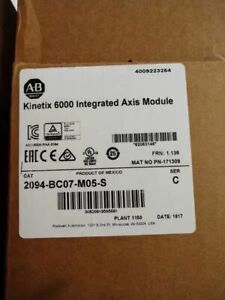 4009223264
AB
Allen-Bradley
Kinetix 6000 Integrated Axis Module
FRN: 1.136
MAT NO PN-171309
PRODUCT OF MEXICO
CAT
SER
2094-BC07-M05-S
C
PLANT 1160
DATE: 1817